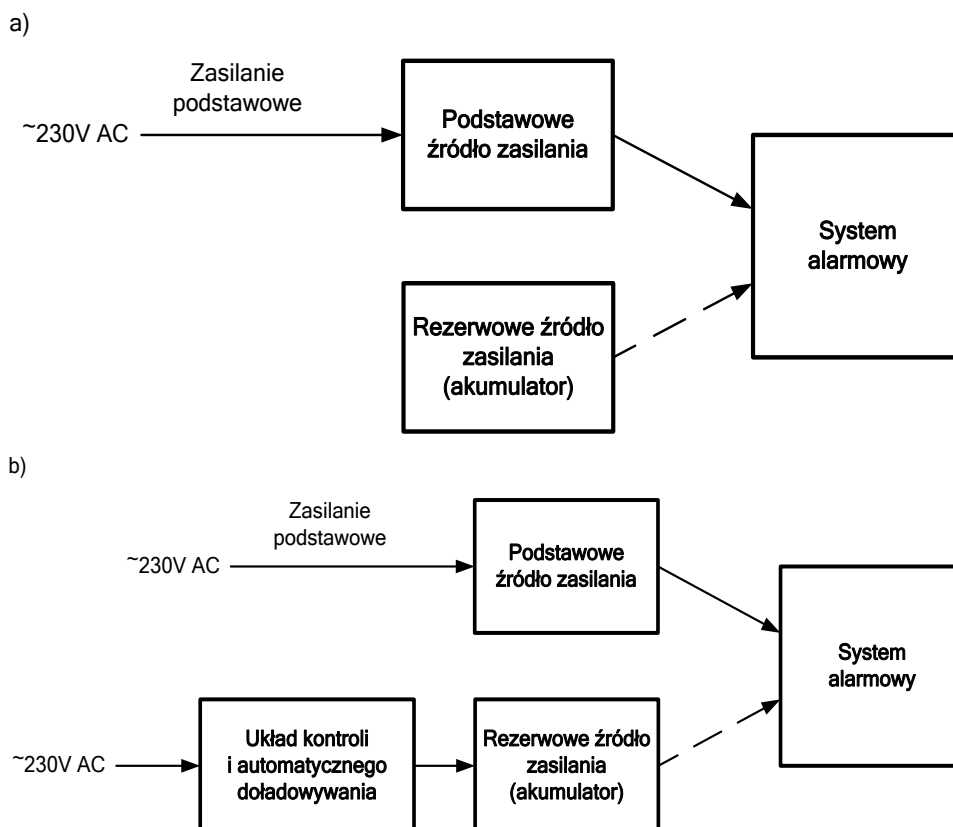 a)
Zasilanie
podstawowe
~230V AC
Podstawowe
źródło zasilania
System
alarmowy
Rezerwowe źródło
zasilania
(akumulator)
b)
Zasilanie
podstawowe
~230V AC
Podstawowe
źródło zasilania
System
alarmowy
~230V AC
Układ kontroli
i automatycznego
doładowywania
Rezerwowe źródło
zasilania
(akumulator)